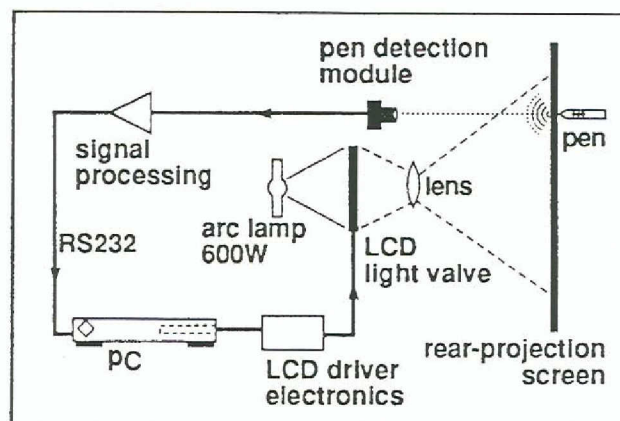 pen detection
module
pen
signal
processing
lens
arc lamp
600W
LCD
light valve
RS232
pC
LCD driver
electronics
rear-projection
screen